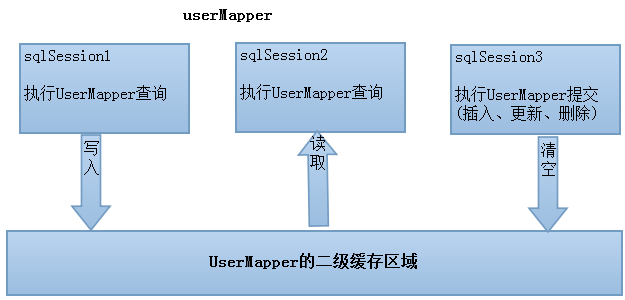 userMapper
sqlSession1
执行UserMapper查询
sqlSession2
执行UserMapper查询
sqlSession3
执行UserMapper提交
(插入、更新、删除)
写
入
读
取
清
空
UserMapper的二级缓存区域